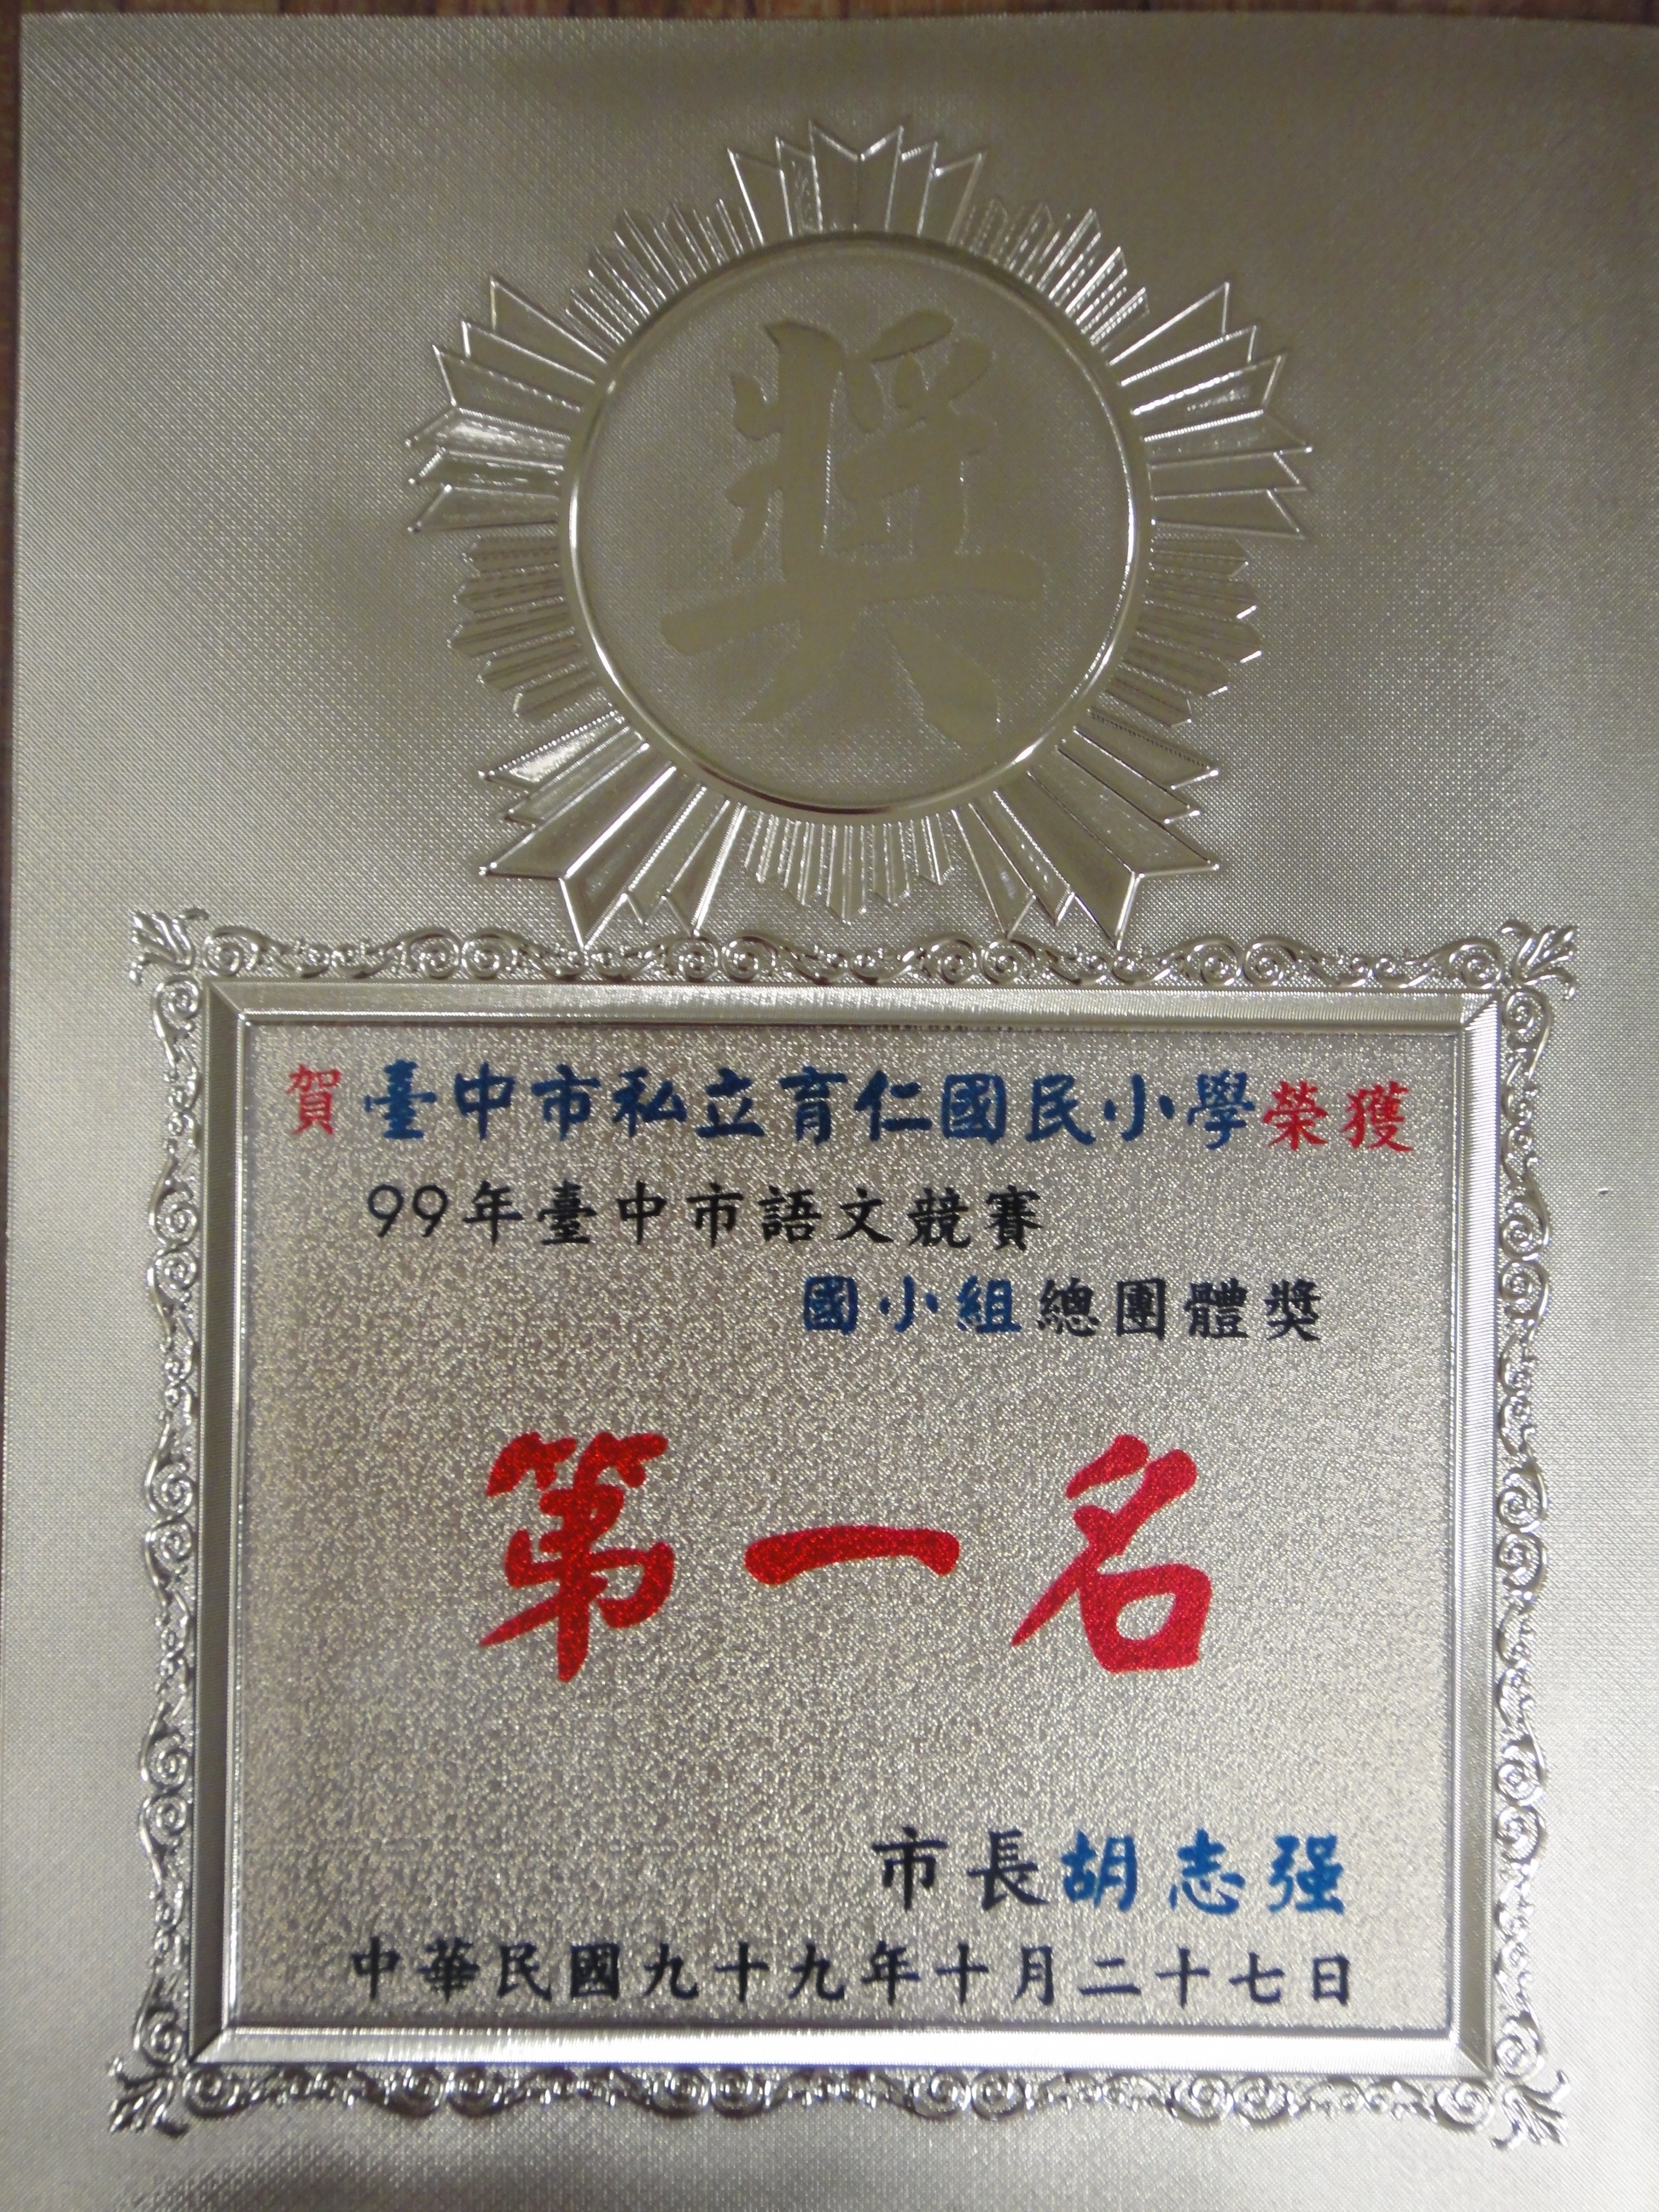 獎
賀臺中市私立育仁國民小學榮獲
99年臺中市語文競賽
國小組總團體獎
第一名
市長胡志强
中華民國九十九年十月二十七日